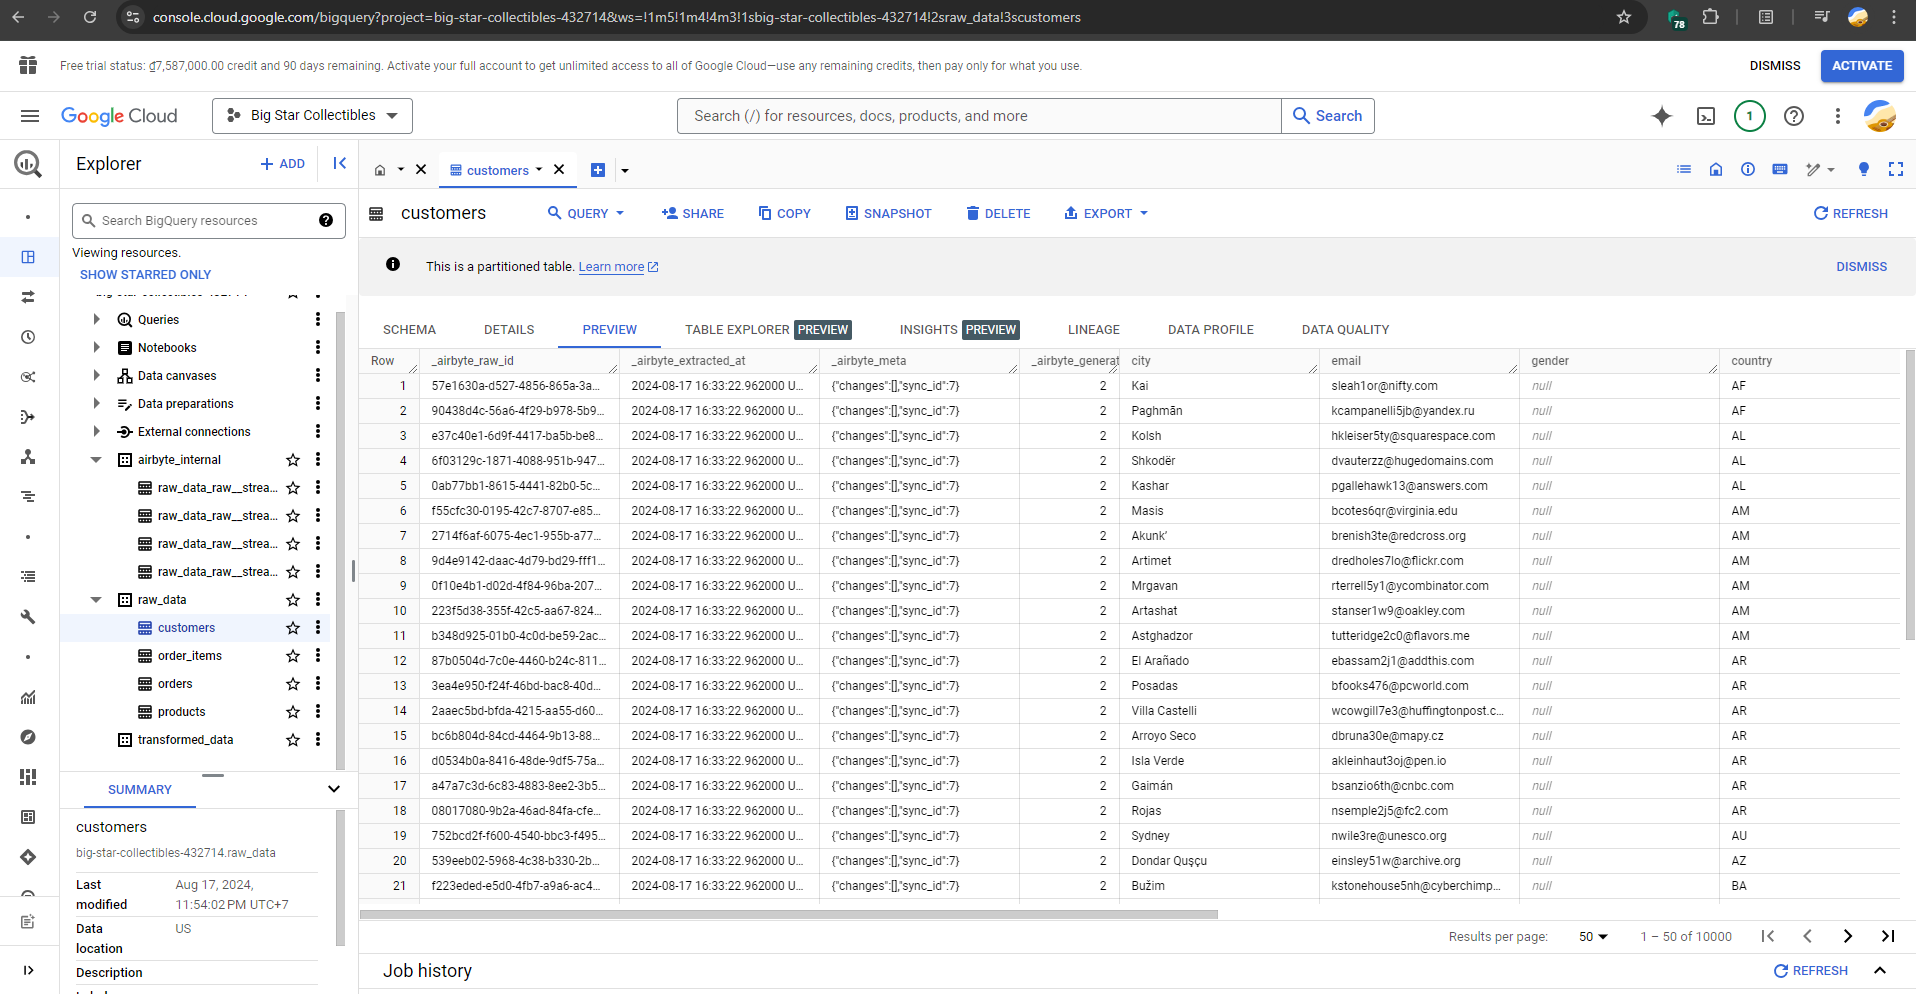 console.cloud.google.com/bigquery?project=big-star-collectibles-432714&ws=!1m5!1m4!4m3!1sbig-star-collectibles-432714!2sraw_data!3scustomers
78
Free trial status: ₫7,587,000.00 credit and 90 days remaining. Activate your full account to get unlimited access to all of Google Cloud—use any remaining credits, then pay only for what you use.
DISMISS
ACTIVATE
Google Cloud
Big Star Collectibles
Search (/) for resources, docs, products, and more
Search
1
Explorer
ADD
Search BigQuery resources
Viewing resources.
SHOW STARRED ONLY
big-star-collectibles-432714
Queries
Notebooks
Data canvases
Data preparations
External connections
airbyte_internal
raw_data_raw__strea...
raw_data_raw__strea...
raw_data_raw__strea...
raw_data_raw__strea...
raw_data
customers
order_items
orders
products
transformed_data
SUMMARY
customers
big-star-collectibles-432714.raw_data
Last modified Aug 17, 2024, 11:54:02 PM UTC+7
Data location US
Description
customers
customers
QUERY
SHARE
COPY
SNAPSHOT
DELETE
EXPORT
REFRESH
This is a partitioned table. Learn more
DISMISS
SCHEMA DETAILS PREVIEW TABLE EXPLORER PREVIEW INSIGHTS PREVIEW LINEAGE DATA PROFILE DATA QUALITY
Row _airbyte_raw_id _airbyte_extracted_at _airbyte_meta _airbyte_generat city email gender country
1 57e1630a-d527-4856-865a-3a... 2024-08-17 16:33:22.962000 U... {"changes":[],"sync_id":7} 2 Kai sleah1or@nifty.com null AF
2 90438d4c-56a6-4f29-b978-5b9... 2024-08-17 16:33:22.962000 U... {"changes":[],"sync_id":7} 2 Paghmān kcampanelli5jb@yandex.ru null AF
3 e37c40e1-6d9f-4417-ba5b-be8... 2024-08-17 16:33:22.962000 U... {"changes":[],"sync_id":7} 2 Kolsh hkleiser5ty@squarespace.com null AL
4 6f03129c-1871-4088-951b-947... 2024-08-17 16:33:22.962000 U... {"changes":[],"sync_id":7} 2 Shkodër dvauterzz@hugedomains.com null AL
5 0ab77bb1-8615-4441-82b0-5c... 2024-08-17 16:33:22.962000 U... {"changes":[],"sync_id":7} 2 Kashar pgallehawk13@answers.com null AL
6 f55cfc30-0195-42c7-8707-e85... 2024-08-17 16:33:22.962000 U... {"changes":[],"sync_id":7} 2 Masis bcotes6qr@virginia.edu null AM
7 2714f6af-6075-4ec1-955b-a77... 2024-08-17 16:33:22.962000 U... {"changes":[],"sync_id":7} 2 Akunk’ brenish3te@redcross.org null AM
8 9d4e9142-daac-4d79-bd29-fff1... 2024-08-17 16:33:22.962000 U... {"changes":[],"sync_id":7} 2 Artimet dredholes7lo@flickr.com null AM
9 0f10e4b1-d02d-4f84-96ba-207... 2024-08-17 16:33:22.962000 U... {"changes":[],"sync_id":7} 2 Mrgavan rterrell5y1@ycombinator.com null AM
10 223f5d38-355f-42c5-aa67-824... 2024-08-17 16:33:22.962000 U... {"changes":[],"sync_id":7} 2 Artashat stanser1w9@oakley.com null AM
11 b348d925-01b0-4c0d-be59-2ac... 2024-08-17 16:33:22.962000 U... {"changes":[],"sync_id":7} 2 Astghadzor tutteridge2c0@flavors.me null AM
12 87b0504d-7c0e-4460-b24c-811... 2024-08-17 16:33:22.962000 U... {"changes":[],"sync_id":7} 2 El Arañado ebassam2j1@addthis.com null AR
13 3ea4e950-f24f-46bd-bac8-40d... 2024-08-17 16:33:22.962000 U... {"changes":[],"sync_id":7} 2 Posadas bfooks476@pcworld.com null AR
14 2aaec5bd-bfda-4215-aa55-d60... 2024-08-17 16:33:22.962000 U... {"changes":[],"sync_id":7} 2 Villa Castelli wcowgill7e3@huffingtonpost.c... null AR
15 bc6b804d-84cd-4464-9b13-88... 2024-08-17 16:33:22.962000 U... {"changes":[],"sync_id":7} 2 Arroyo Seco dbruna30e@mapy.cz null AR
16 d0534b0a-8416-48de-9df5-75a... 2024-08-17 16:33:22.962000 U... {"changes":[],"sync_id":7} 2 Isla Verde akleinhaut3oj@pen.io null AR
17 a47a7c3d-6c83-4883-8ee2-3b5... 2024-08-17 16:33:22.962000 U... {"changes":[],"sync_id":7} 2 Gaimán bsanzio6th@cnbc.com null AR
18 08017080-9b2a-46ad-84fa-cfe... 2024-08-17 16:33:22.962000 U... {"changes":[],"sync_id":7} 2 Rojas nsemple2j5@fc2.com null AR
19 752bcd2f-f600-4540-bbc3-f495... 2024-08-17 16:33:22.962000 U... {"changes":[],"sync_id":7} 2 Sydney nwile3re@unesco.org null AU
20 539eeb02-5968-4c38-b330-2b... 2024-08-17 16:33:22.962000 U... {"changes":[],"sync_id":7} 2 Dondar Quşçu einsley51w@archive.org null AZ
21 f223eded-e5d0-4fb7-a9a6-ac4... 2024-08-17 16:33:22.962000 U... {"changes":[],"sync_id":7} 2 Bužim kstonehouse5nh@cyberchimp... null BA
Results per page: 50 1 – 50 of 10000
Job history
REFRESH